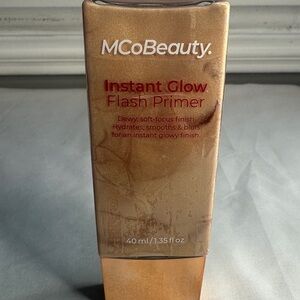 MCoBeauty.
Instant Glow
Flash Primer
Dewy, soft-focus finish
Hydrates, smooths & blurs
for an instant glowy finish.
40 ml / 1.35 fl oz